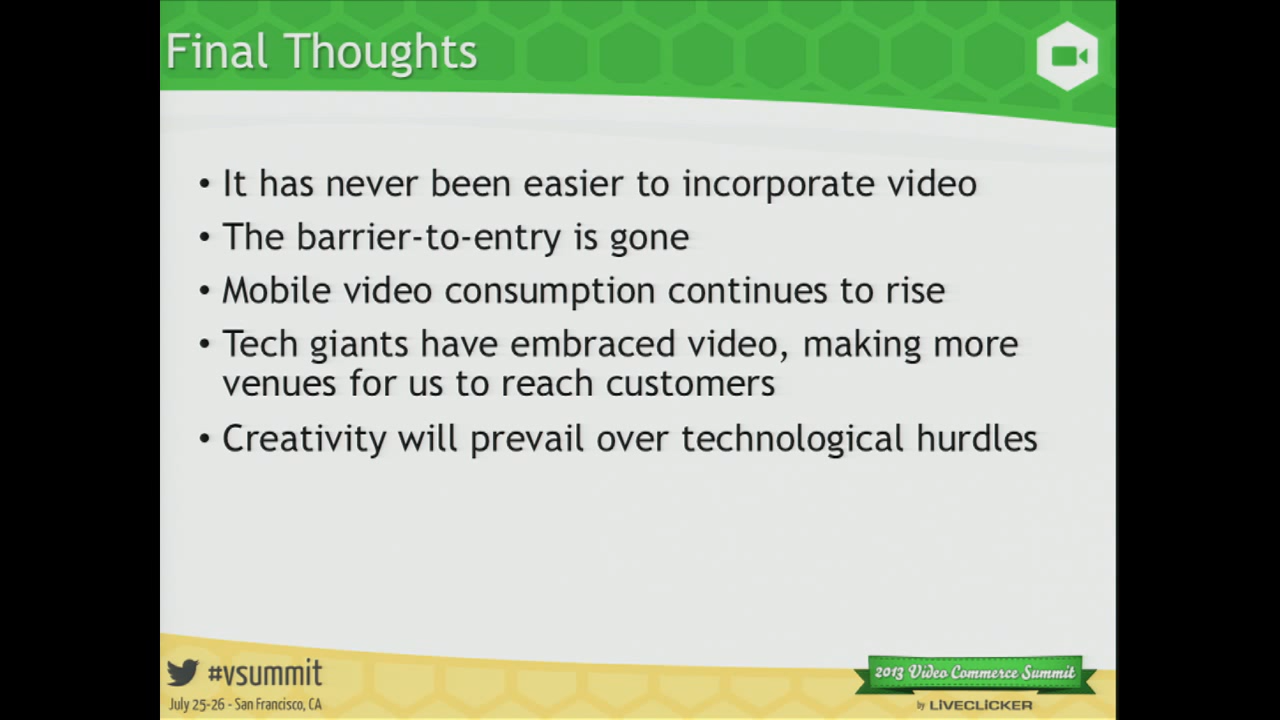 Final Thoughts
• It has never been easier to incorporate video
• The barrier-to-entry is gone
• Mobile video consumption continues to rise
• Tech giants have embraced video, making more
venues for us to reach customers
• Creativity will prevail over technological hurdles
#vsummit
July 25-26 - San Francisco, CA
2013 Video Commerce Summit
by LIVECLICKER